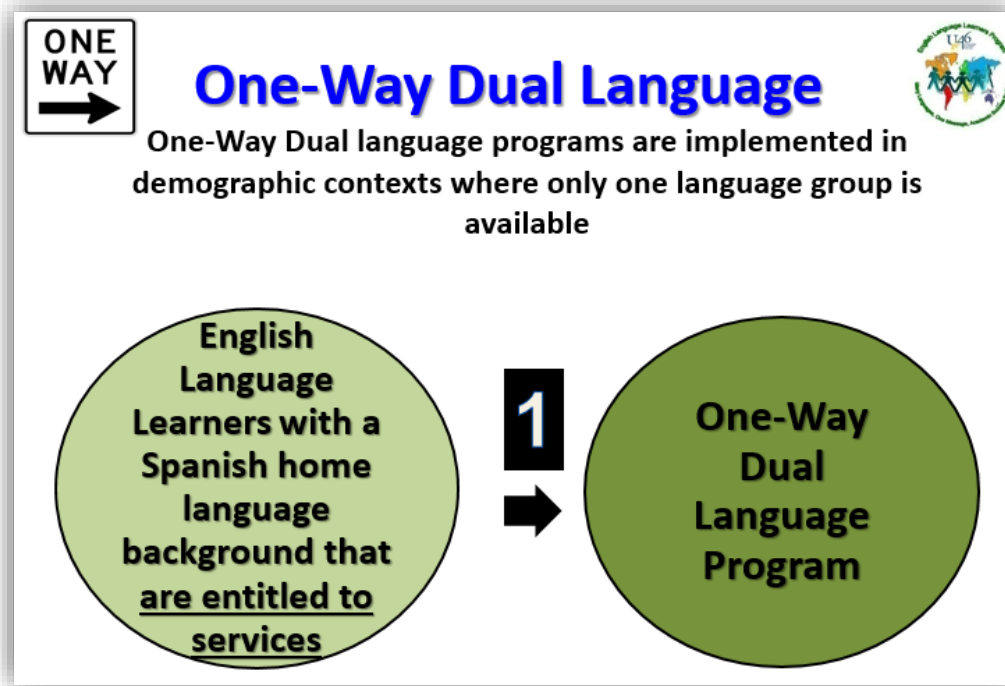 ONE
WAY
One-Way Dual Language
U46
One-Way Dual language programs are implemented in
demographic contexts where only one language group is
available
English
Language
Learners with a
Spanish home
language
background that
are entitled to
services
1
One-Way
Dual
Language
Program